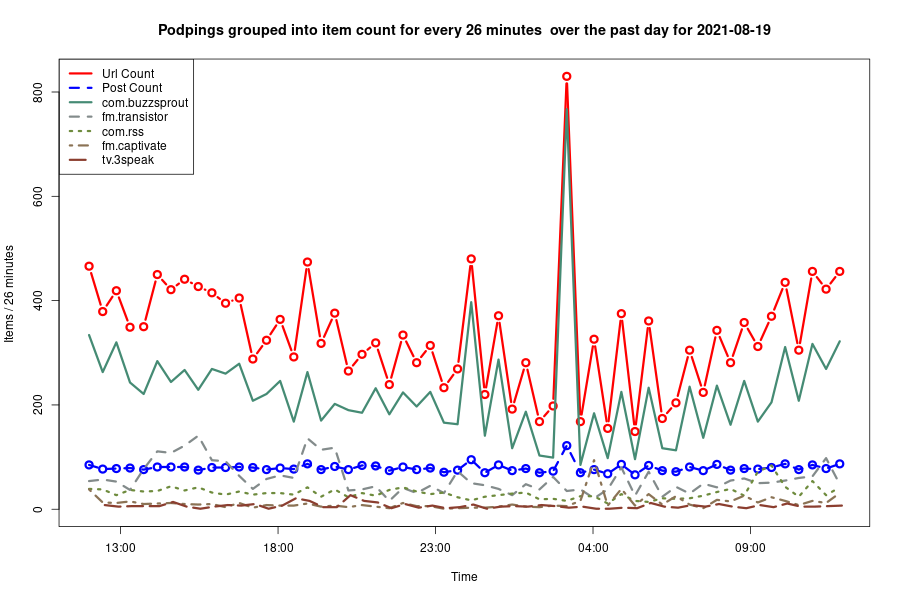 Podpings grouped into item count for every 26 minutes  over the past day for 2021-08-19
Url Count
Post Count
com.buzzsprout
fm.transistor
com.rss
fm.captivate
tv.3speak
Items / 26 minutes
800
600
400
200
0
13:00 18:00 23:00 04:00 09:00
Time